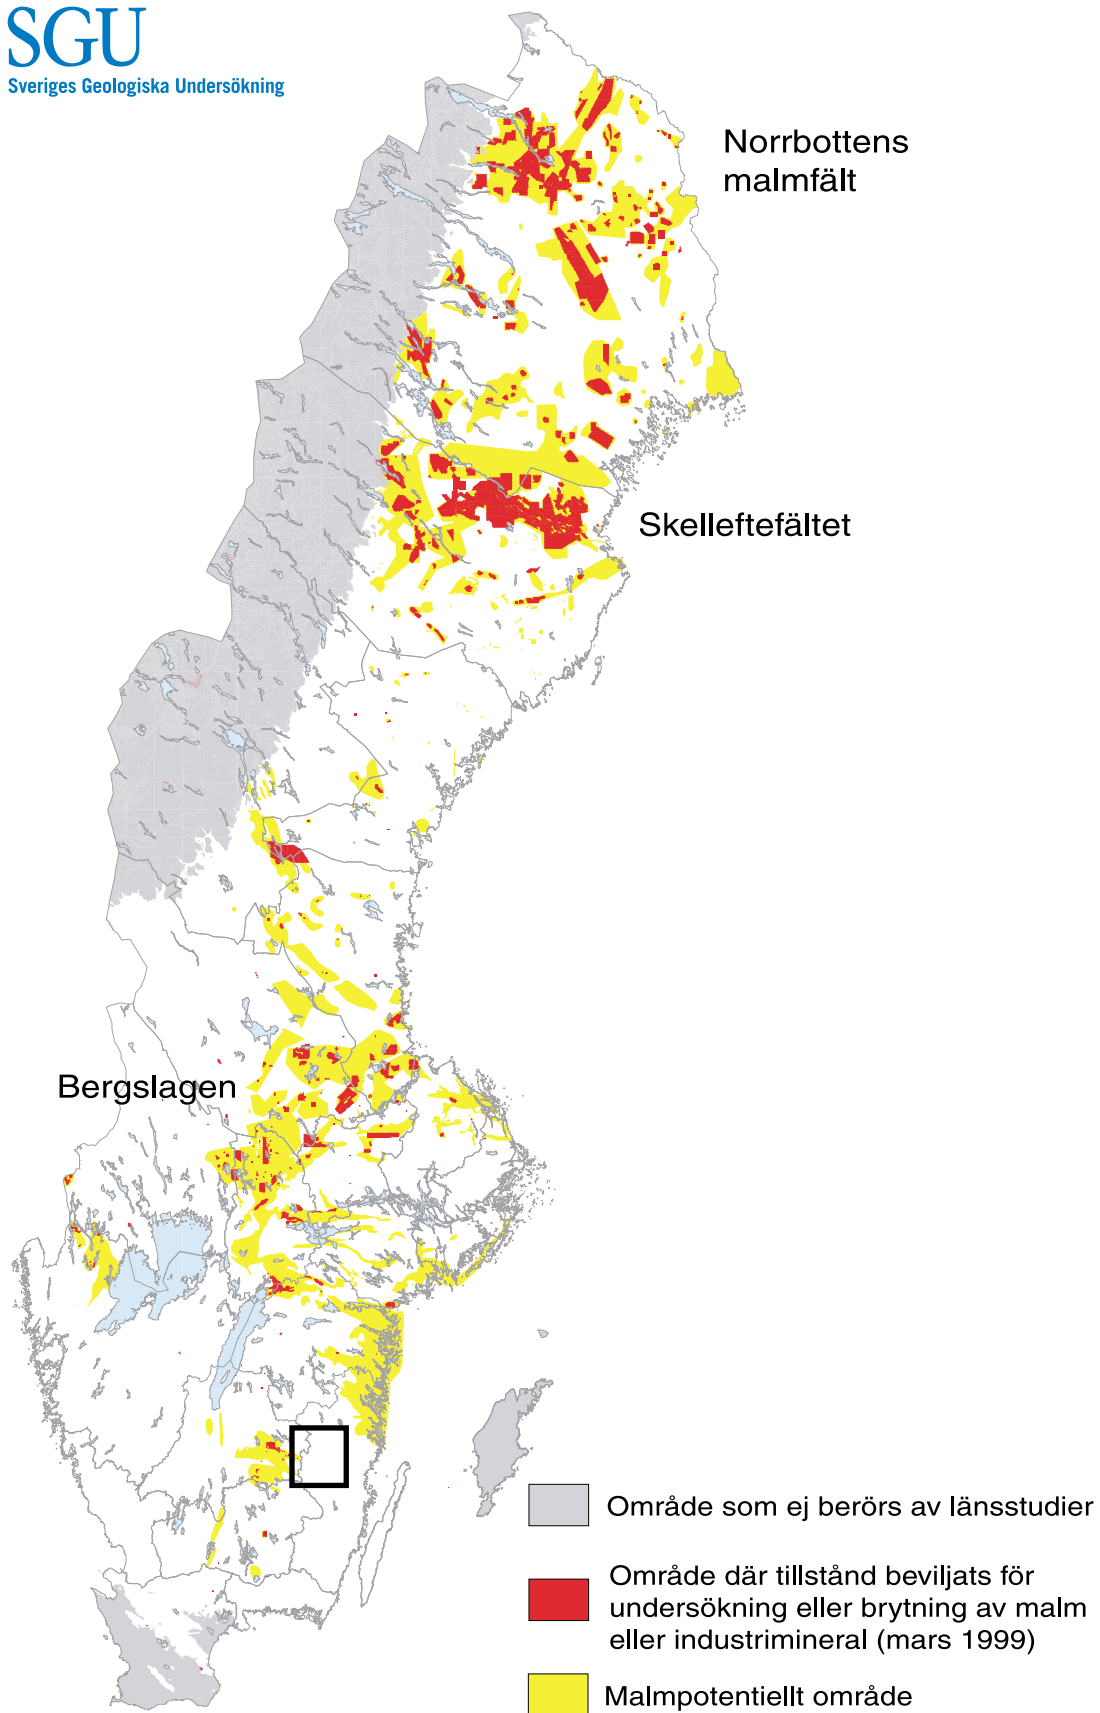 SGU
Sveriges Geologiska Undersökning
Norrbottens
malmfält
Skelleftefältet
Bergslagen
Område som ej berörs av länsstudier
Område där tillstånd beviljats för
undersökning eller brytning av malm
eller industrimineral (mars 1999)
Malmpotentiellt område